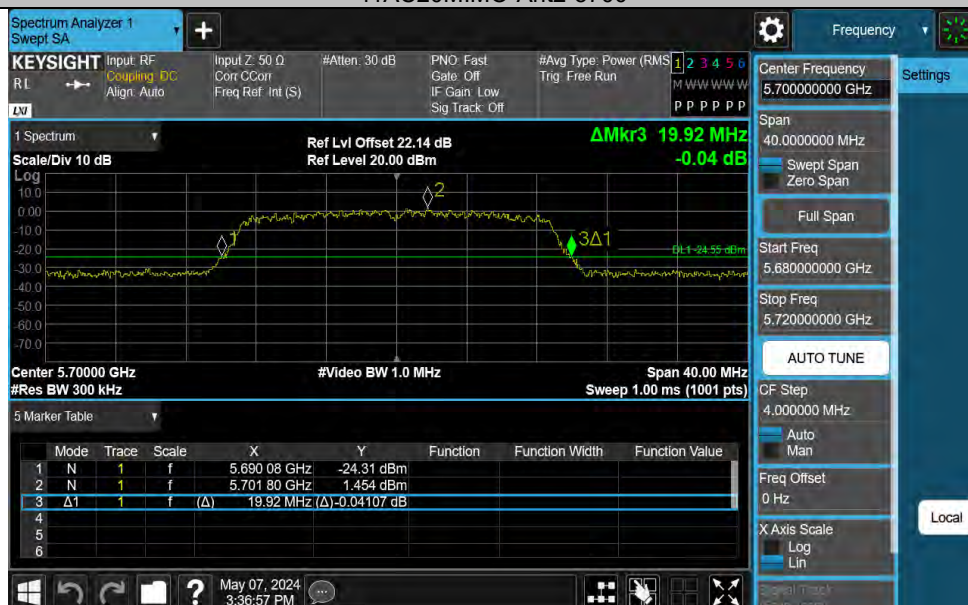 Spectrum Analyzer 1
Swept SA
Frequency
KEYSIGHT
RL
LXI
Input: RF
Coupling: DC
Align: Auto
Input Z: 50 Ω
Corr CCorr
Freq Ref: Int (S)
#Atten: 30 dB
PNO: Fast
Gate: Off
IF Gain: Low
Sig Track: Off
#Avg Type: Power (RMS
Trig: Free Run
1 2 3 4 5 6
M W W W W W
P P P P P P
1 Spectrum
Scale/Div 10 dB
Ref Lvl Offset 22.14 dB
Ref Level 20.00 dBm
ΔMkr3 19.92 MHz
-0.04 dB
Log
10.0
0.00
-10.0
-20.0
-30.0
-40.0
-50.0
-60.0
-70.0
1
2
3Δ1
DL1 -24.55 dBm
Center 5.70000 GHz
#Res BW 300 kHz
#Video BW 1.0 MHz
Span 40.00 MHz
Sweep 1.00 ms (1001 pts)
5 Marker Table
Mode Trace Scale X Y Function Function Width Function Value
1 N 1 f 5.690 08 GHz -24.31 dBm
2 N 1 f 5.701 80 GHz 1.454 dBm
3 Δ1 1 f (Δ) 19.92 MHz (Δ) -0.04107 dB
4
5
6
May 07, 2024
3:36:57 PM
Center Frequency
5.700000000 GHz
Settings
Span
40.0000000 MHz
Swept Span
Zero Span
Full Span
Start Freq
5.680000000 GHz
Stop Freq
5.720000000 GHz
AUTO TUNE
CF Step
4.000000 MHz
Auto
Man
Freq Offset
0 Hz
Local
X Axis Scale
Log
Lin